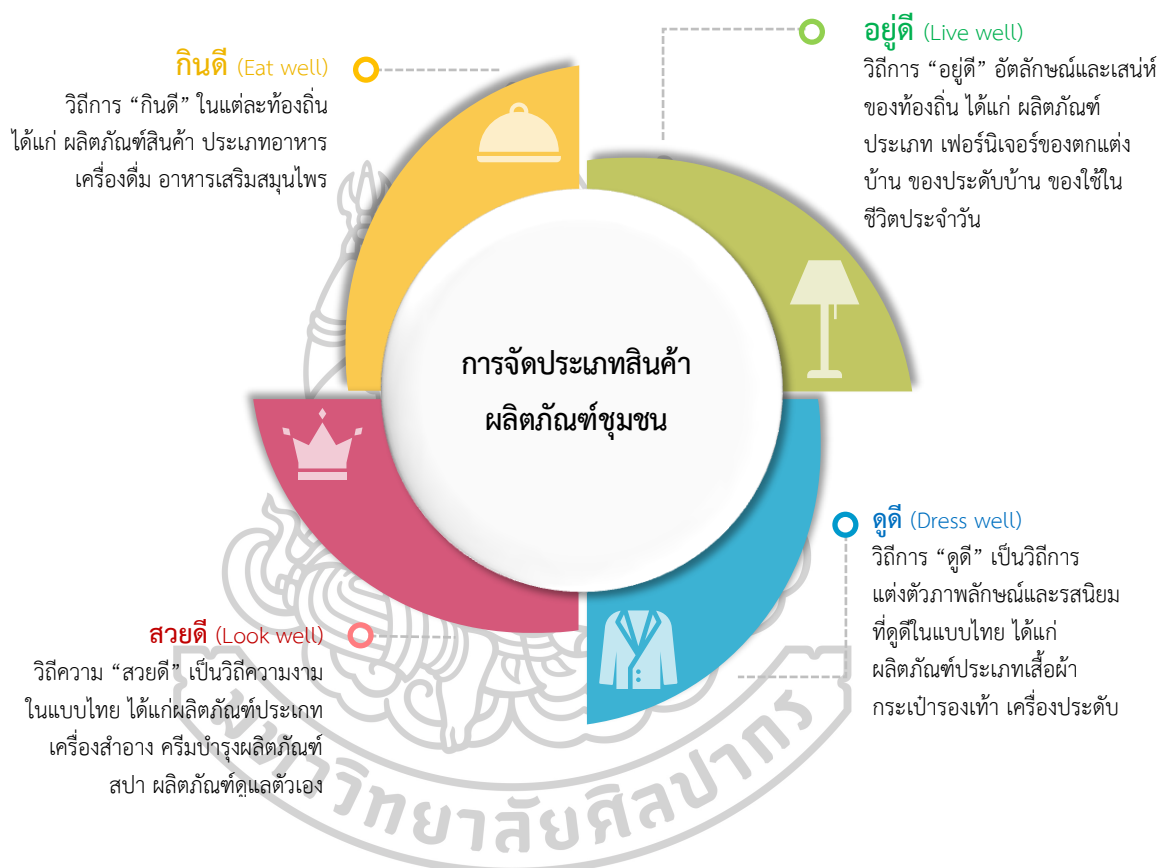 กินดี (Eat well)
วิถีการ “กินดี” ในแต่ละท้องถิ่น
ได้แก่ ผลิตภัณฑ์สินค้า ประเภทอาหาร
เครื่องดื่ม อาหารเสริมสมุนไพร
อยู่ดี (Live well)
วิถีการ “อยู่ดี” อัตลักษณ์และเสน่ห์
ของท้องถิ่น ได้แก่ ผลิตภัณฑ์
ประเภท เฟอร์นิเจอร์ของตกแต่ง
บ้าน ของประดับบ้าน ของใช้ใน
ชีวิตประจำวัน
การจัดประเภทสินค้า
ผลิตภัณฑ์ชุมชน
ดูดี (Dress well)
วิถีการ “ดูดี” เป็นวิถีการ
แต่งตัวภาพลักษณ์และรสนิยม
ที่ดูดีในแบบไทย ได้แก่
ผลิตภัณฑ์ประเภทเสื้อผ้า
กระเป๋ารองเท้า เครื่องประดับ
สวยดี (Look well)
วิถีความ “สวยดี” เป็นวิถีความงาม
ในแบบไทย ได้แก่ผลิตภัณฑ์ประเภท
เครื่องสำอาง ครีมบำรุงผลิตภัณฑ์
สปา ผลิตภัณฑ์ดูแลตัวเอง
มหาวิทยาลัยศิลปากร